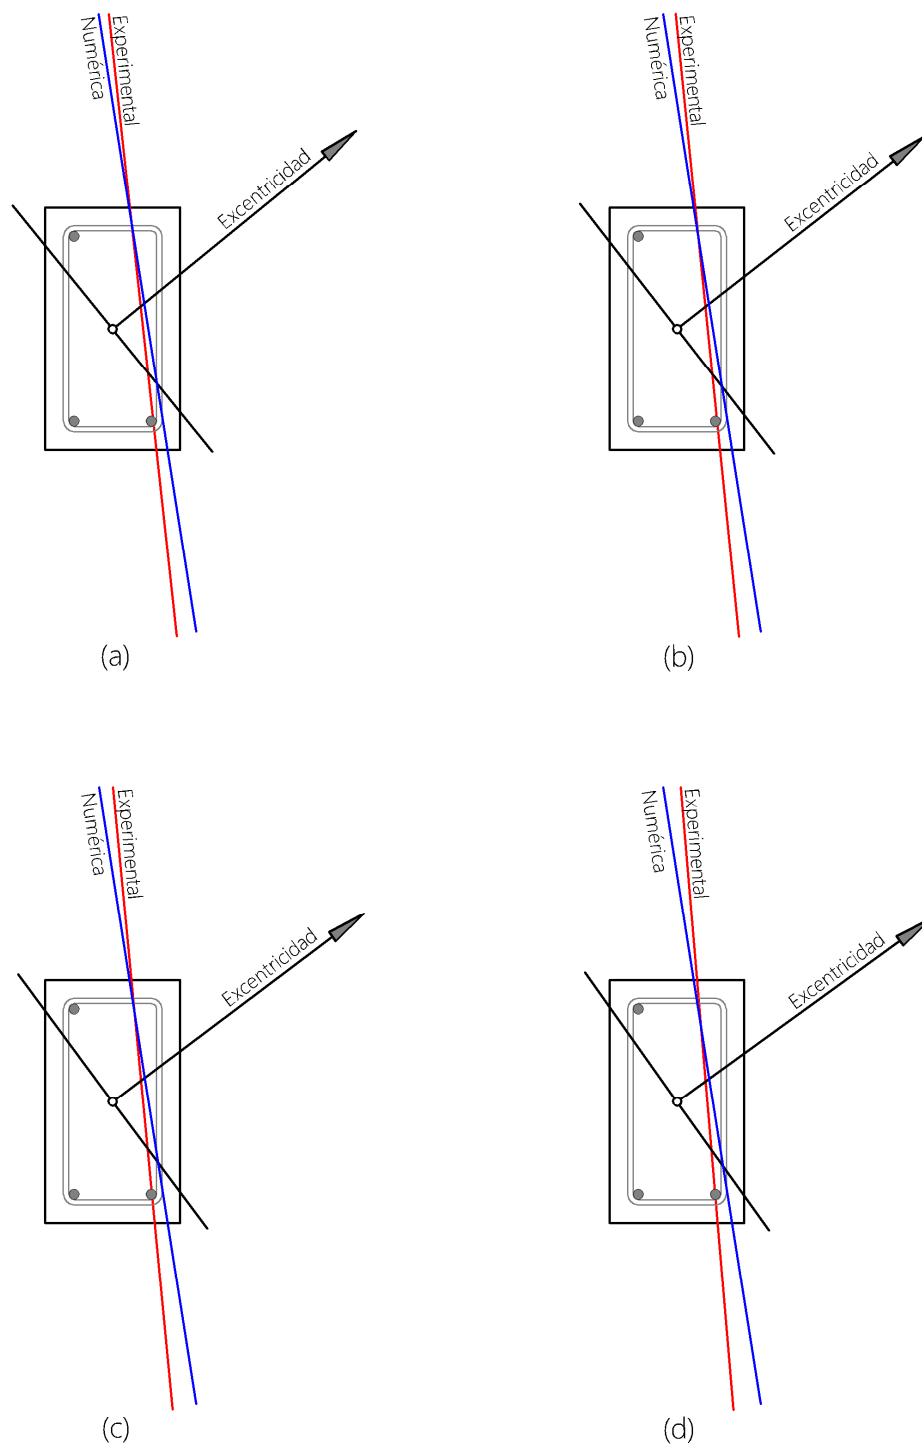 Experimental
Numérica
Excentricidad
(a)
Experimental
Numérica
Excentricidad
(b)
Experimental
Numérica
Excentricidad
(c)
Experimental
Numérica
Excentricidad
(d)